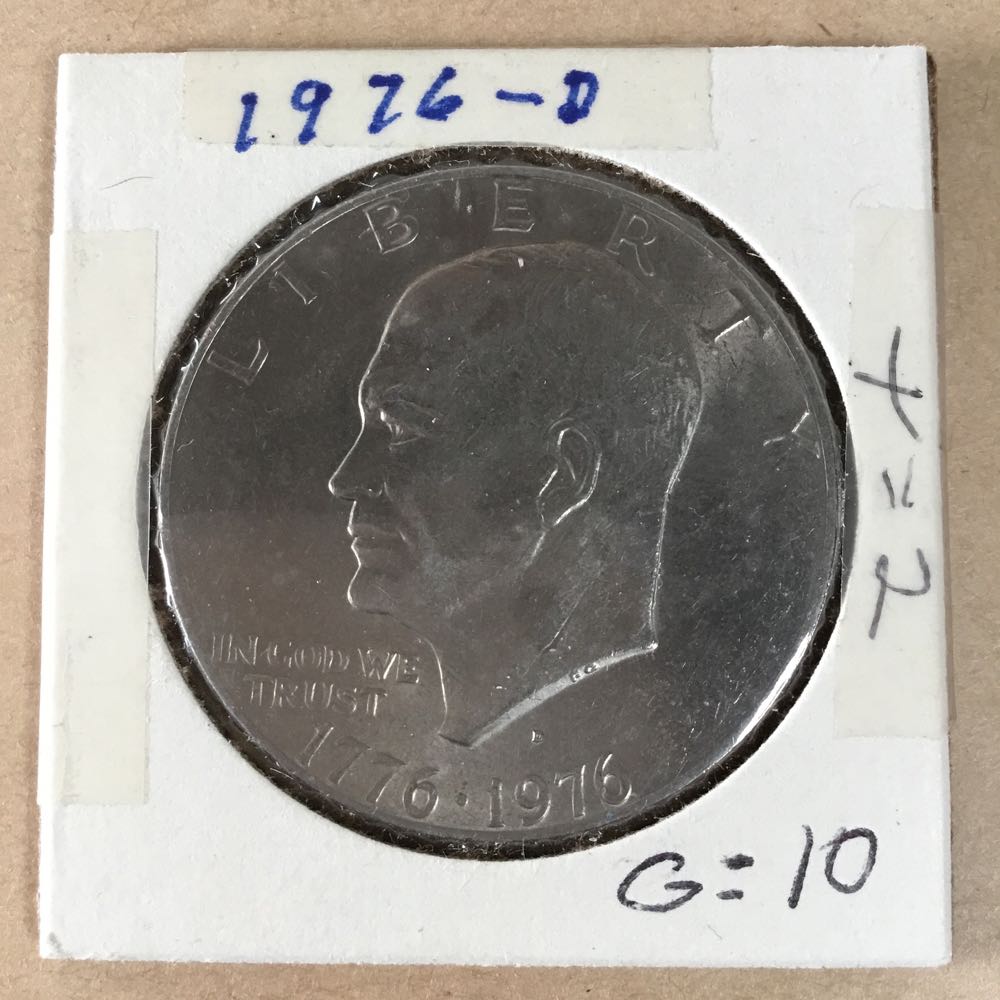 1976-D
LIBERTY
IN GOD WE
TRUST
D
1776·1976
G=10